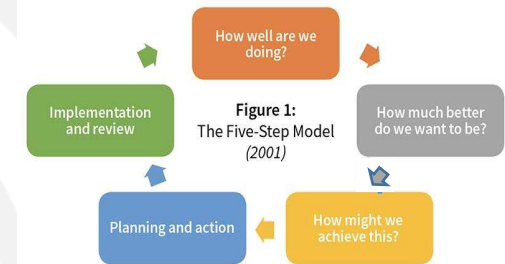 How well are we
doing?
Implementation
and review
Figure 1:
The Five-Step Model
(2001)
How much better
do we want to be?
Planning and action
How might we
achieve this?